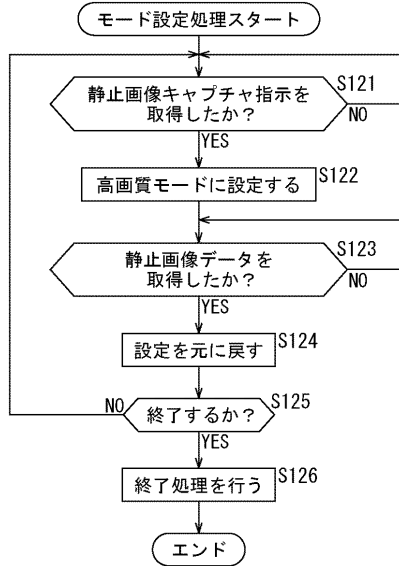 モード設定処理スタート
静止画像キャプチャ指示を
取得したか？
S121
NO
YES
高画質モードに設定する
S122
静止画像データを
取得したか？
S123
NO
YES
設定を元に戻す
S124
NO
終了するか？
S125
YES
終了処理を行う
S126
エンド